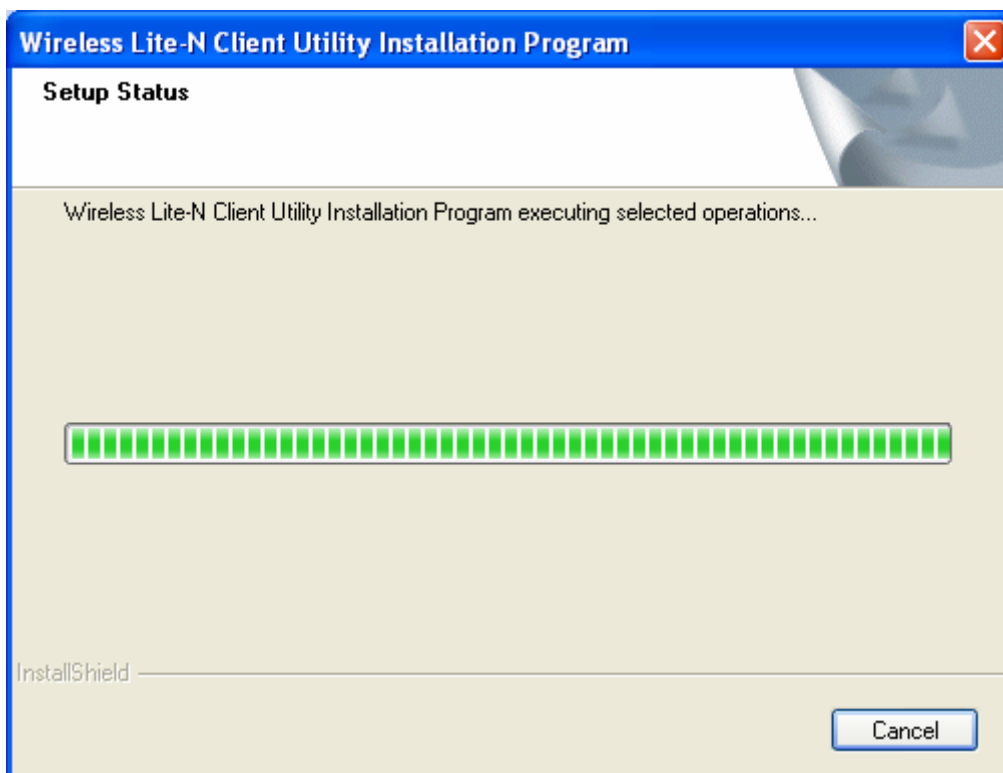 Wireless Lite-N Client Utility Installation Program
Setup Status
Wireless Lite-N Client Utility Installation Program executing selected operations...
InstallShield
Cancel